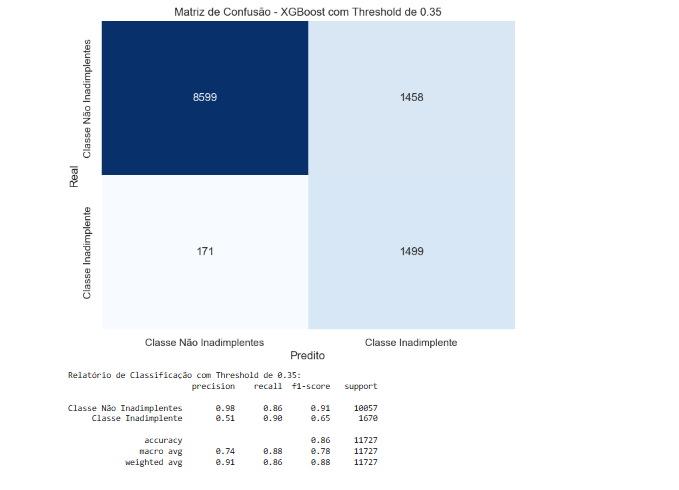 Matriz de Confusão - XGBoost com Threshold de 0.35
Classe Não Inadimplentes
8599
1458
Real
Classe Inadimplente
171
1499
Classe Não Inadimplentes
Classe Inadimplente
Predito
Relatório de Classificação com Threshold de 0.35:
precision recall f1-score support
Classe Não Inadimplentes 0.98 0.86 0.91 10057
Classe Inadimplente 0.51 0.90 0.65 1670
accuracy 0.86 11727
macro avg 0.74 0.88 0.78 11727
weighted avg 0.91 0.86 0.88 11727